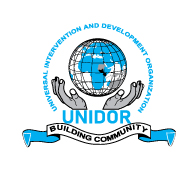 UNIVERSAL INTERVENTION AND DEVELOPMENT ORGANIZATION
UNIDOR
BUILDING COMMUNITY